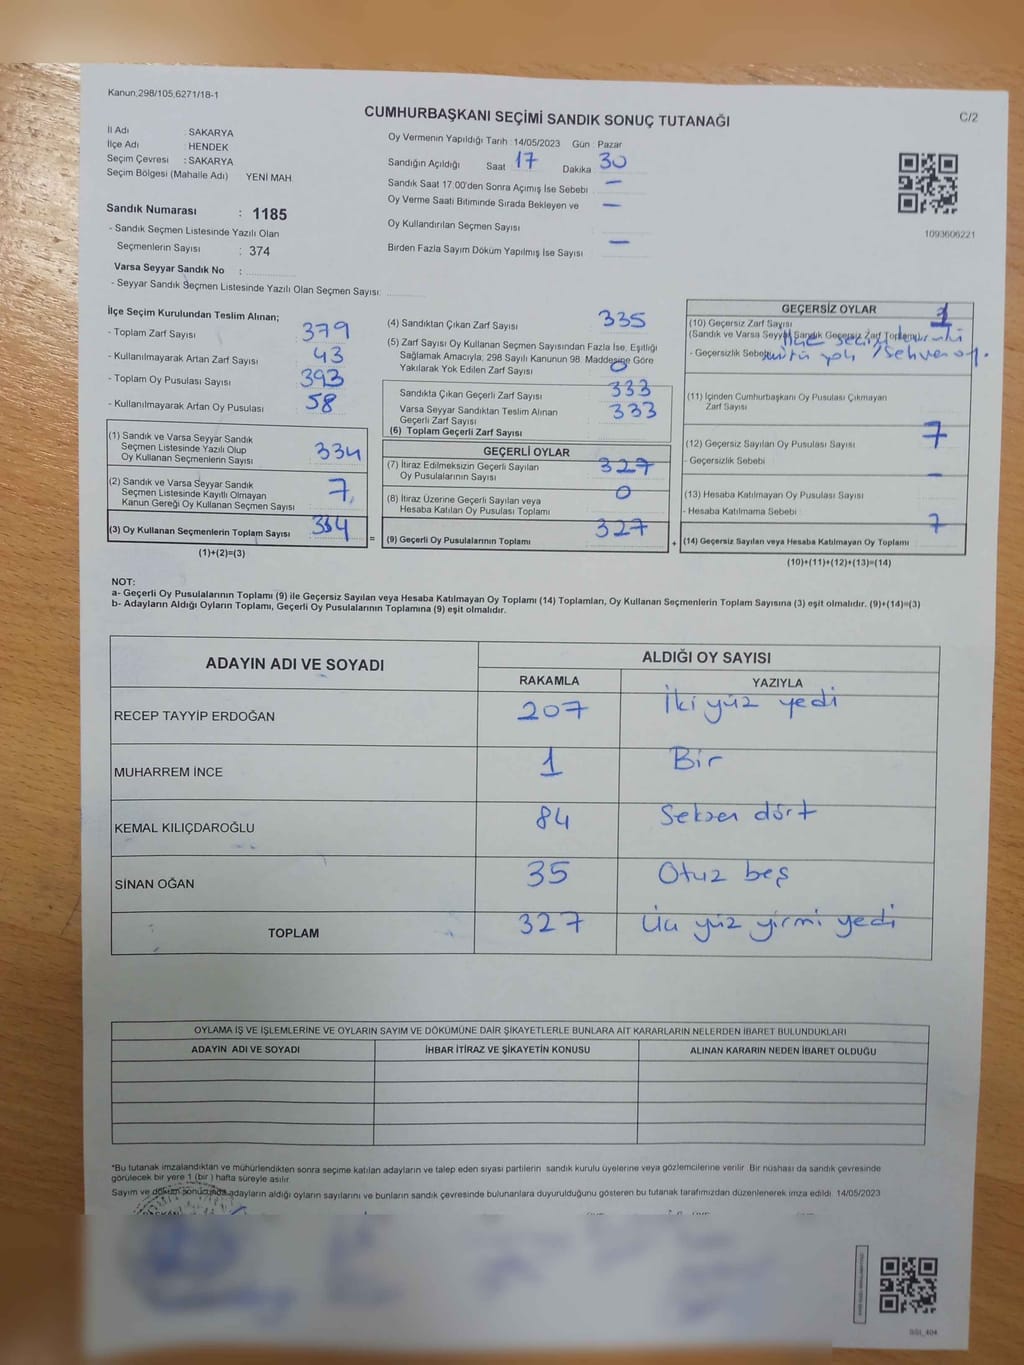 Kanun.298/105,6271/18-1
CUMHURBAŞKANI SEÇİMİ SANDIK SONUÇ TUTANAĞI
C/2
İl Adı : SAKARYA
İlçe Adı : HENDEK
Seçim Çevresi : SAKARYA
Seçim Bölgesi (Mahalle Adı) YENİ MAH
Oy Vermenin Yapıldığı Tarih 14/05/2023 Gün Pazar
Sandığın Açıldığı Saat 17 Dakika 30
Sandık Saat 17:00'den Sonra Açımış İse Sebebi —
Oy Verme Saati Bitiminde Sırada Bekleyen ve —
Oy Kullandırılan Seçmen Sayısı
Birden Fazla Sayım Döküm Yapılmış İse Sayısı —
1093606221
Sandık Numarası : 1185
- Sandık Seçmen Listesinde Yazılı Olan
Seçmenlerin Sayısı : 374
Varsa Seyyar Sandık No :
- Seyyar Sandık Seçmen Listesinde Yazılı Olan Seçmen Sayısı:
İlçe Seçim Kurulundan Teslim Alınan;
- Toplam Zarf Sayısı 379
- Kullanılmayarak Artan Zarf Sayısı 43
- Toplam Oy Pusulası Sayısı 393
- Kullanılmayarak Artan Oy Pusulası 58
(1) Sandık ve Varsa Seyyar Sandık
Seçmen Listesinde Yazılı Olup
Oy Kullanan Seçmenlerin Sayısı 334
(2) Sandık ve Varsa Seyyar Sandık
Seçmen Listesinde Kayıtlı Olmayan
Kanun Gereği Oy Kullanan Seçmen Sayısı 7
(3) Oy Kullanan Seçmenlerin Toplam Sayısı 334 =
(1)+(2)=(3)
(4) Sandıktan Çıkan Zarf Sayısı 335
(5) Zarf Sayısı Oy Kullanan Seçmen Sayısından Fazla İse, Eşitliği
Sağlamak Amacıyla, 298 Sayılı Kanunun 98. Maddesine Göre
Yakılarak Yok Edilen Zarf Sayısı 0
Sandıkta Çıkan Geçerli Zarf Sayısı 333
Varsa Seyyar Sandıktan Teslim Alınan 333
Geçerli Zarf Sayısı
(6) Toplam Geçerli Zarf Sayısı
GEÇERLİ OYLAR
(7) İtiraz Edilmeksizin Geçerli Sayılan 327
Oy Pusulalarının Sayısı
(8) İtiraz Üzerine Geçerli Sayılan veya 0
Hesaba Katılan Oy Pusulası Toplamı
(9) Geçerli Oy Pusulalarının Toplamı 327 +
GEÇERSİZ OYLAR
(10) Geçersiz Zarf Sayısı 1
(Sandık ve Varsa Seyyar Sandık Geçersiz Zarf Toplamı)
- Geçersizlik Sebebi
(11) İçinden Cumhurbaşkanı Oy Pusulası Çıkmayan
Zarf Sayısı
(12) Geçersiz Sayılan Oy Pusulası Sayısı 7
- Geçersizlik Sebebi —
(13) Hesaba Katılmayan Oy Pusulası Sayısı
- Hesaba Katılmama Sebebi 7
(14) Geçersiz Sayılan veya Hesaba Katılmayan Oy Toplamı
(10)+(11)+(12)+(13)=(14)
NOT:
a- Geçerli Oy Pusulalarının Toplamı (9) ile Geçersiz Sayılan veya Hesaba Katılmayan Oy Toplamı (14) Toplamları, Oy Kullanan Seçmenlerin Toplam Sayısına (3) eşit olmalıdır. (9)+(14)=(3)
b- Adayların Aldığı Oyların Toplamı, Geçerli Oy Pusulalarının Toplamına (9) eşit olmalıdır.
ADAYIN ADI VE SOYADI
ALDIĞI OY SAYISI
RAKAMLA YAZIYLA
RECEP TAYYİP ERDOĞAN 207 İki yüz yedi
MUHARREM İNCE 1 Bir
KEMAL KILIÇDAROĞLU 84 Seksen dört
SİNAN OĞAN 35 Otuz beş
TOPLAM 327 Üç yüz yirmi yedi
OYLAMA İŞ VE İŞLEMLERİNE VE OYLARIN SAYIM VE DÖKÜMÜNE DAİR ŞİKAYETLERLE BUNLARA AİT KARARLARIN NELERDEN İBARET BULUNDUKLARI
ADAYIN ADI VE SOYADI İHBAR İTİRAZ VE ŞİKAYETİN KONUSU ALINAN KARARIN NEDEN İBARET OLDUĞU
*Bu tutanak imzalandıktan ve mühürlendikten sonra seçime katılan adayların ve talep eden siyasi partilerin sandık kurulu üyelerine veya gözlemcilerine verilir. Bir nüshası da sandık çevresinde
görülecek bir yere 1 (bir) hafta süreyle asılır.
Sayım ve döküm sonucunda adayların aldığı oyların sayılarını ve bunların sandık çevresinde bulunanlara duyurulduğunu gösteren bu tutanak tarafımızdan düzenlenerek imza edildi. 14/05/2023